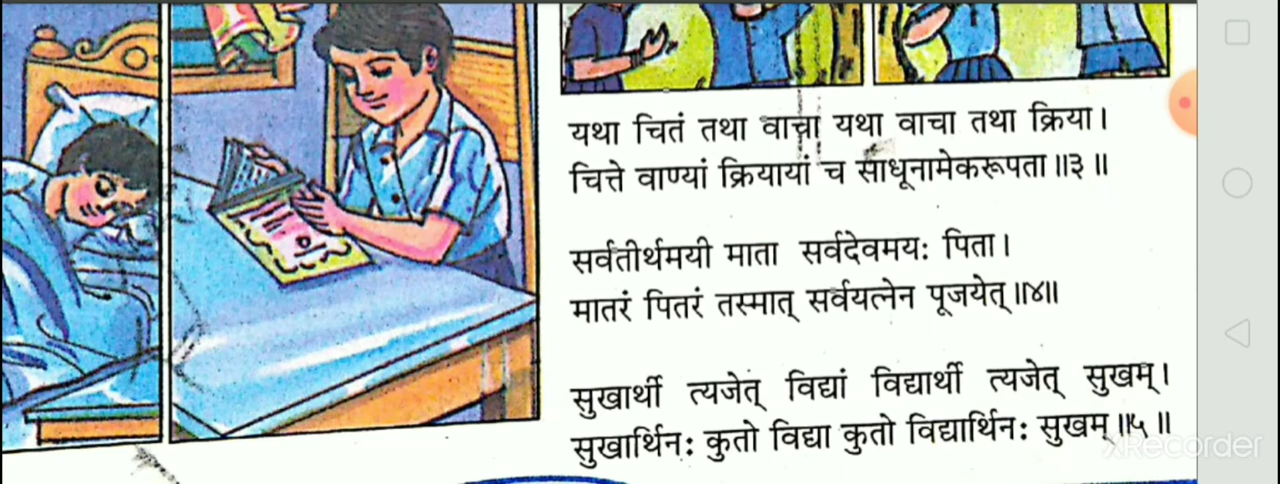 यथा चितं तथा वाचा यथा वाचा तथा क्रिया।
चित्ते वाण्यां क्रियायां च साधूनामेकरूपता॥३॥
सर्वतीर्थमयी माता सर्वदेवमयः पिता।
मातरं पितरं तस्मात् सर्वयत्नेन पूजयेत्॥४॥
सुखार्थी त्यजेत् विद्यां विद्यार्थी त्यजेत् सुखम्।
सुखार्थिनः कुतो विद्या कुतो विद्यार्थिनः सुखम्॥५॥
XRecorder